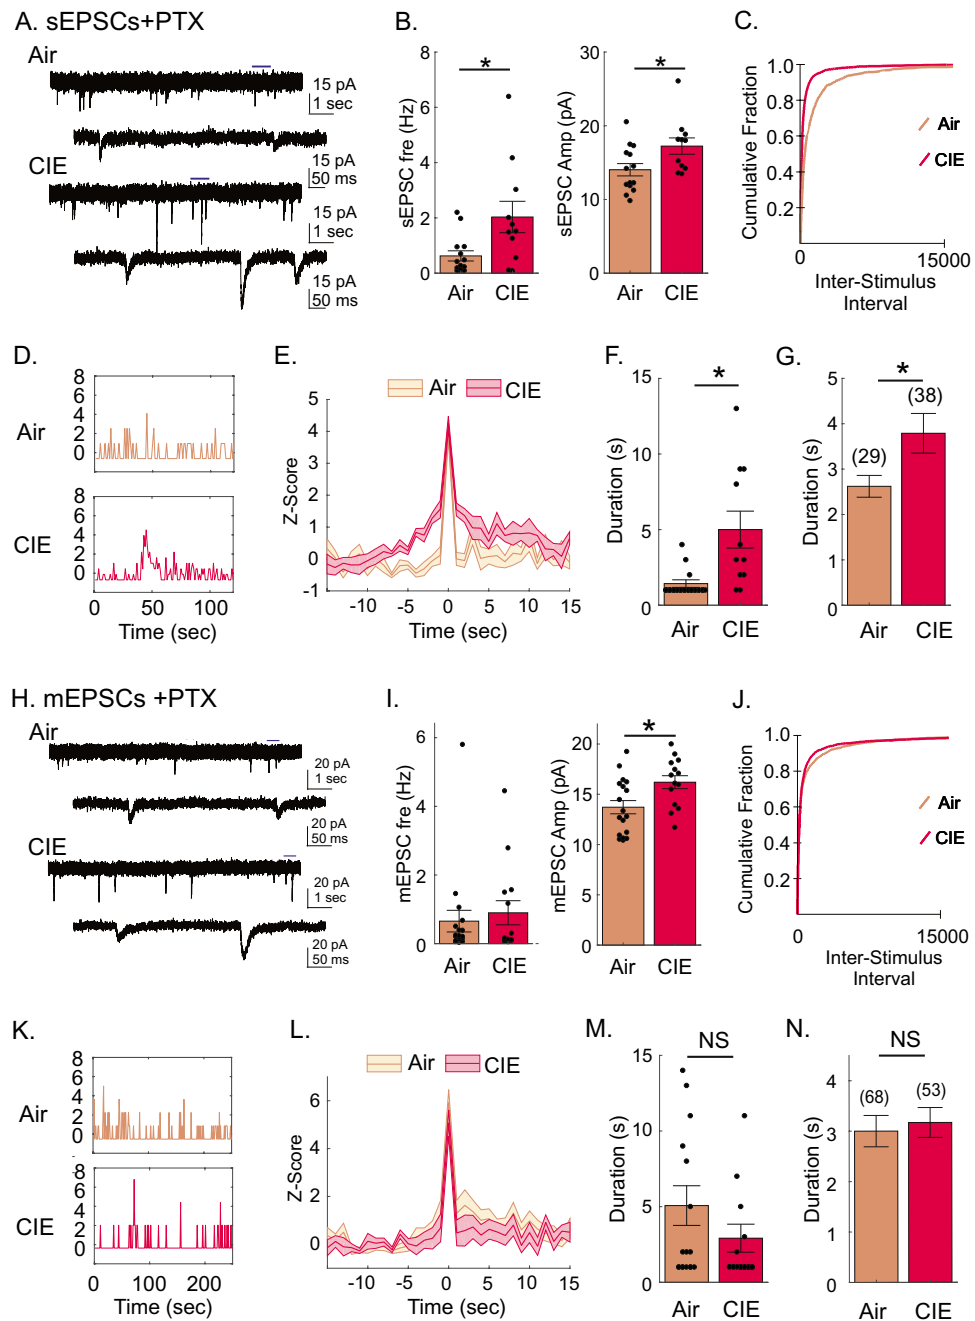 A. sEPSCs+PTX
Air
15 pA
1 sec
15 pA
50 ms
CIE
15 pA
1 sec
15 pA
50 ms
B.
sEPSC fre (Hz)
8
6
4
2
0
*
Air CIE
sEPSC Amp (pA)
30
20
10
0
*
Air CIE
C.
Cumulative Fraction
1.0
0.8
0.6
0.4
0.2
0 15000
Inter-Stimulus
Interval
Air
CIE
D.
Air
8
6
4
2
0
CIE
8
6
4
2
0
0 50 100
Time (sec)
E.
Air CIE
Z-Score
5
4
3
2
1
0
-1
-10 -5 0 5 10 15
Time (sec)
F.
Duration (s)
15
10
5
0
*
Air CIE
G.
Duration (s)
5
4
3
2
1
0
*
(29)
(38)
Air CIE
H. mEPSCs +PTX
Air
20 pA
1 sec
20 pA
50 ms
CIE
20 pA
1 sec
20 pA
50 ms
I.
mEPSC fre (Hz)
6
4
2
0
Air CIE
mEPSC Amp (pA)
20
15
10
5
0
*
Air CIE
J.
Cumulative Fraction
1.0
0.8
0.6
0.4
0.2
0 15000
Inter-Stimulus
Interval
Air
CIE
K.
Air
8
6
4
2
0
CIE
8
6
4
2
0
0 100 200
Time (sec)
L.
Air CIE
Z-Score
6
4
2
0
-10 -5 0 5 10 15
Time (sec)
M.
Duration (s)
15
10
5
0
NS
Air CIE
N.
Duration (s)
4
3
2
1
0
NS
(68)
(53)
Air CIE